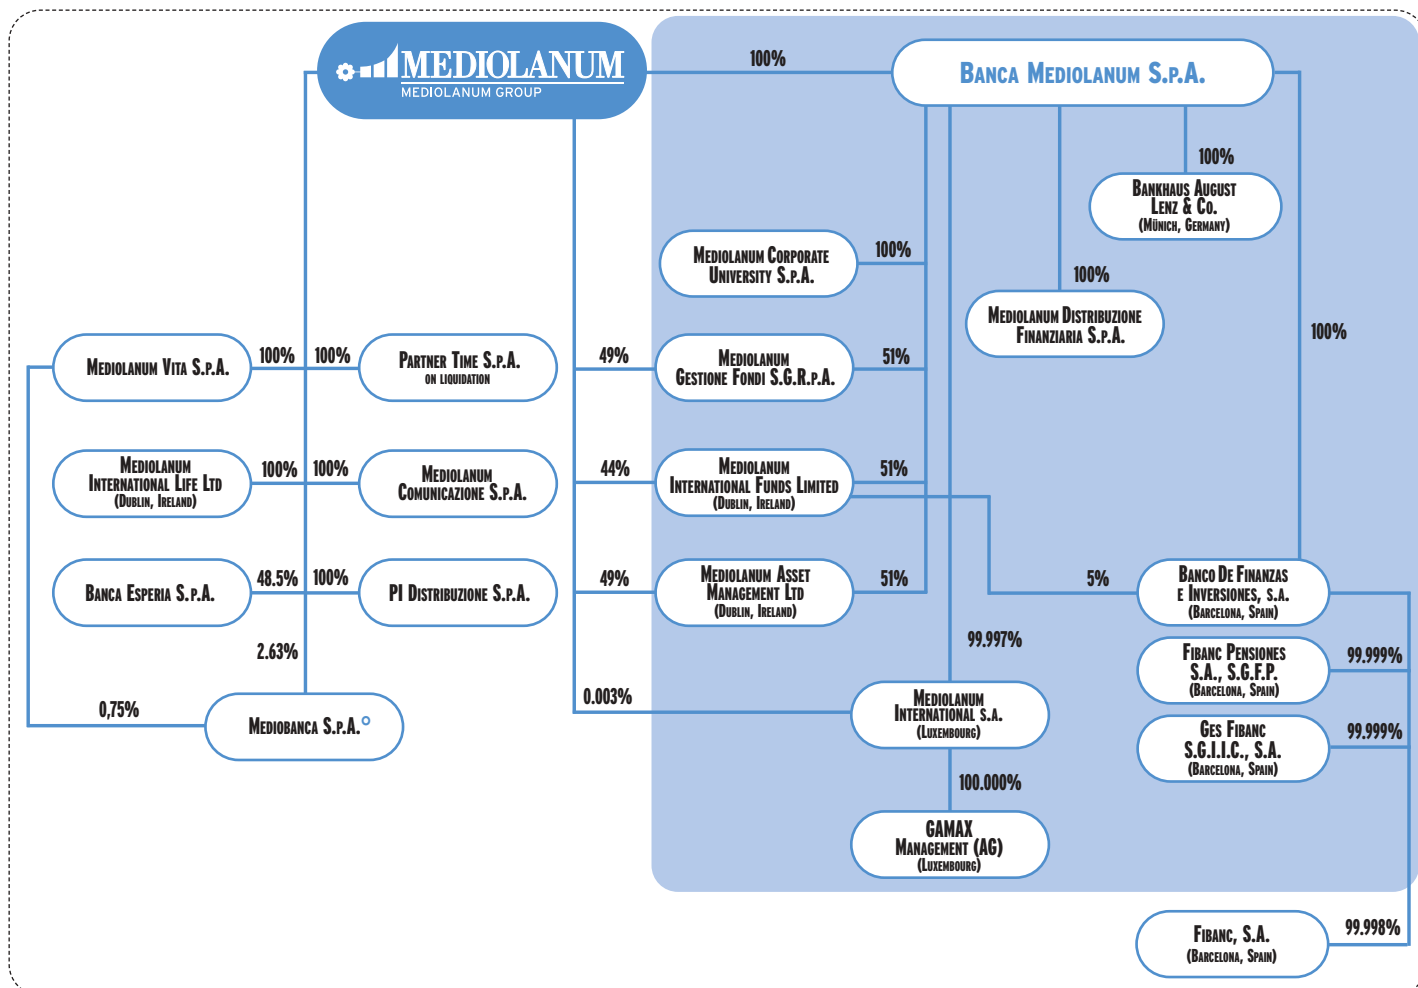 MEDIOLANUM
MEDIOLANUM GROUP
100%
BANCA MEDIOLANUM S.P.A.
100%
BANKHAUS AUGUST
LENZ & CO.
(MÜNICH, GERMANY)
MEDIOLANUM CORPORATE
UNIVERSITY S.P.A.
100%
100%
MEDIOLANUM DISTRIBUZIONE
FINANZIARIA S.P.A.
100%
MEDIOLANUM VITA S.P.A.
100%
100%
PARTNER TIME S.P.A.
ON LIQUIDATION
49%
MEDIOLANUM
GESTIONE FONDI S.G.R.P.A.
51%
MEDIOLANUM
INTERNATIONAL LIFE LTD
(DUBLIN, IRELAND)
100%
100%
MEDIOLANUM
COMUNICAZIONE S.P.A.
44%
MEDIOLANUM
INTERNATIONAL FUNDS LIMITED
(DUBLIN, IRELAND)
51%
BANCA ESPERIA S.P.A.
48.5%
100%
PI DISTRIBUZIONE S.P.A.
49%
MEDIOLANUM ASSET
MANAGEMENT LTD
(DUBLIN, IRELAND)
51%
5%
BANCO DE FINANZAS
E INVERSIONES, S.A.
(BARCELONA, SPAIN)
2.63%
99.997%
FIBANC PENSIONES
S.A., S.G.F.P.
(BARCELONA, SPAIN)
99.999%
0,75%
MEDIOBANCA S.P.A.°
0.003%
MEDIOLANUM
INTERNATIONAL S.A.
(LUXEMBOURG)
GES FIBANC
S.G.I.I.C., S.A.
(BARCELONA, SPAIN)
99.999%
100.000%
GAMAX
MANAGEMENT (AG)
(LUXEMBOURG)
FIBANC, S.A.
(BARCELONA, SPAIN)
99.998%